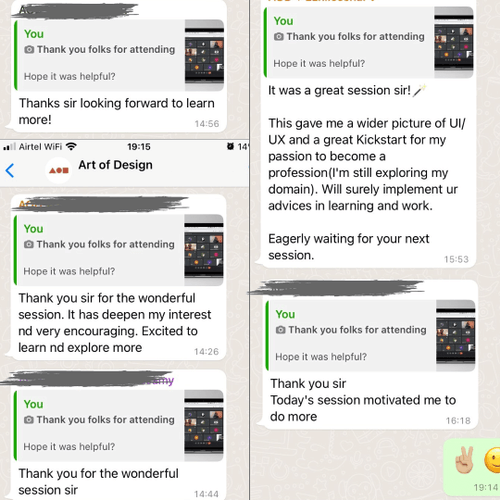 You
Thank you folks for attending
Hope it was helpful?
Thanks sir looking forward to learn
more!
14:56
Airtel WiFi
19:15
Art of Design
You
Thank you folks for attending
Hope it was helpful?
Thank you sir for the wonderful
session. It has deepen my interest
nd very encouraging. Excited to
learn nd explore more
14:26
You
Thank you folks for attending
Hope it was helpful?
Thank you for the wonderful
session sir
14:44
You
Thank you folks for attending
Hope it was helpful?
It was a great session sir!
This gave me a wider picture of UI/
UX and a great Kickstart for my
passion to become a
profession(I'm still exploring my
domain). Will surely implement ur
advices in learning and work.
Eagerly waiting for your next
session.
15:53
You
Thank you folks for attending
Hope it was helpful?
Thank you sir
Today's session motivated me to
do more
16:18
19:14